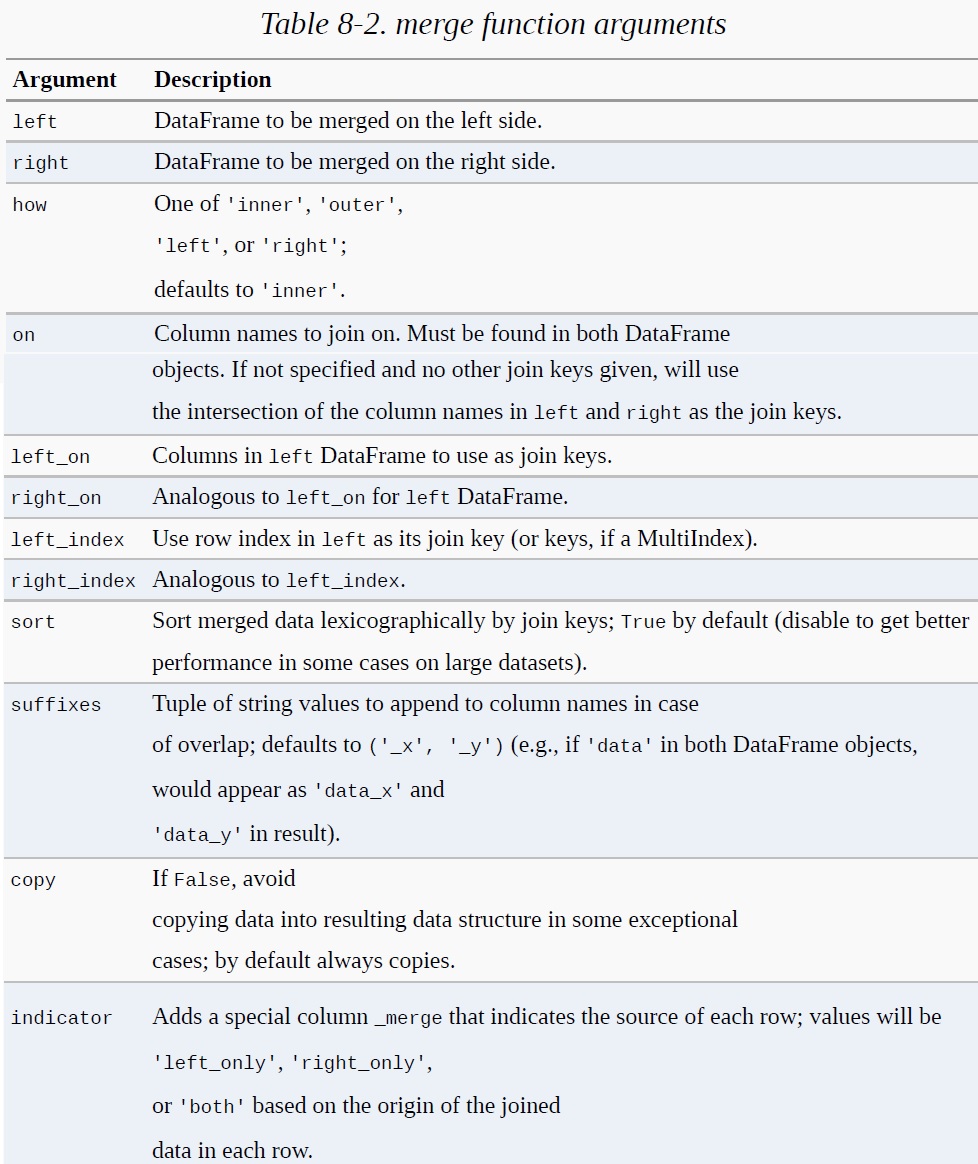 Table 8-2. merge function arguments
Argument Description
left DataFrame to be merged on the left side.
right DataFrame to be merged on the right side.
how One of 'inner', 'outer',
'left', or 'right';
defaults to 'inner'.
on Column names to join on. Must be found in both DataFrame
objects. If not specified and no other join keys given, will use
the intersection of the column names in left and right as the join keys.
left_on Columns in left DataFrame to use as join keys.
right_on Analogous to left_on for left DataFrame.
left_index Use row index in left as its join key (or keys, if a MultiIndex).
right_index Analogous to left_index.
sort Sort merged data lexicographically by join keys; True by default (disable to get better
performance in some cases on large datasets).
suffixes Tuple of string values to append to column names in case
of overlap; defaults to ('_x', '_y') (e.g., if 'data' in both DataFrame objects,
would appear as 'data_x' and
'data_y' in result).
copy If False, avoid
copying data into resulting data structure in some exceptional
cases; by default always copies.
indicator Adds a special column _merge that indicates the source of each row; values will be
'left_only', 'right_only',
or 'both' based on the origin of the joined
data in each row.